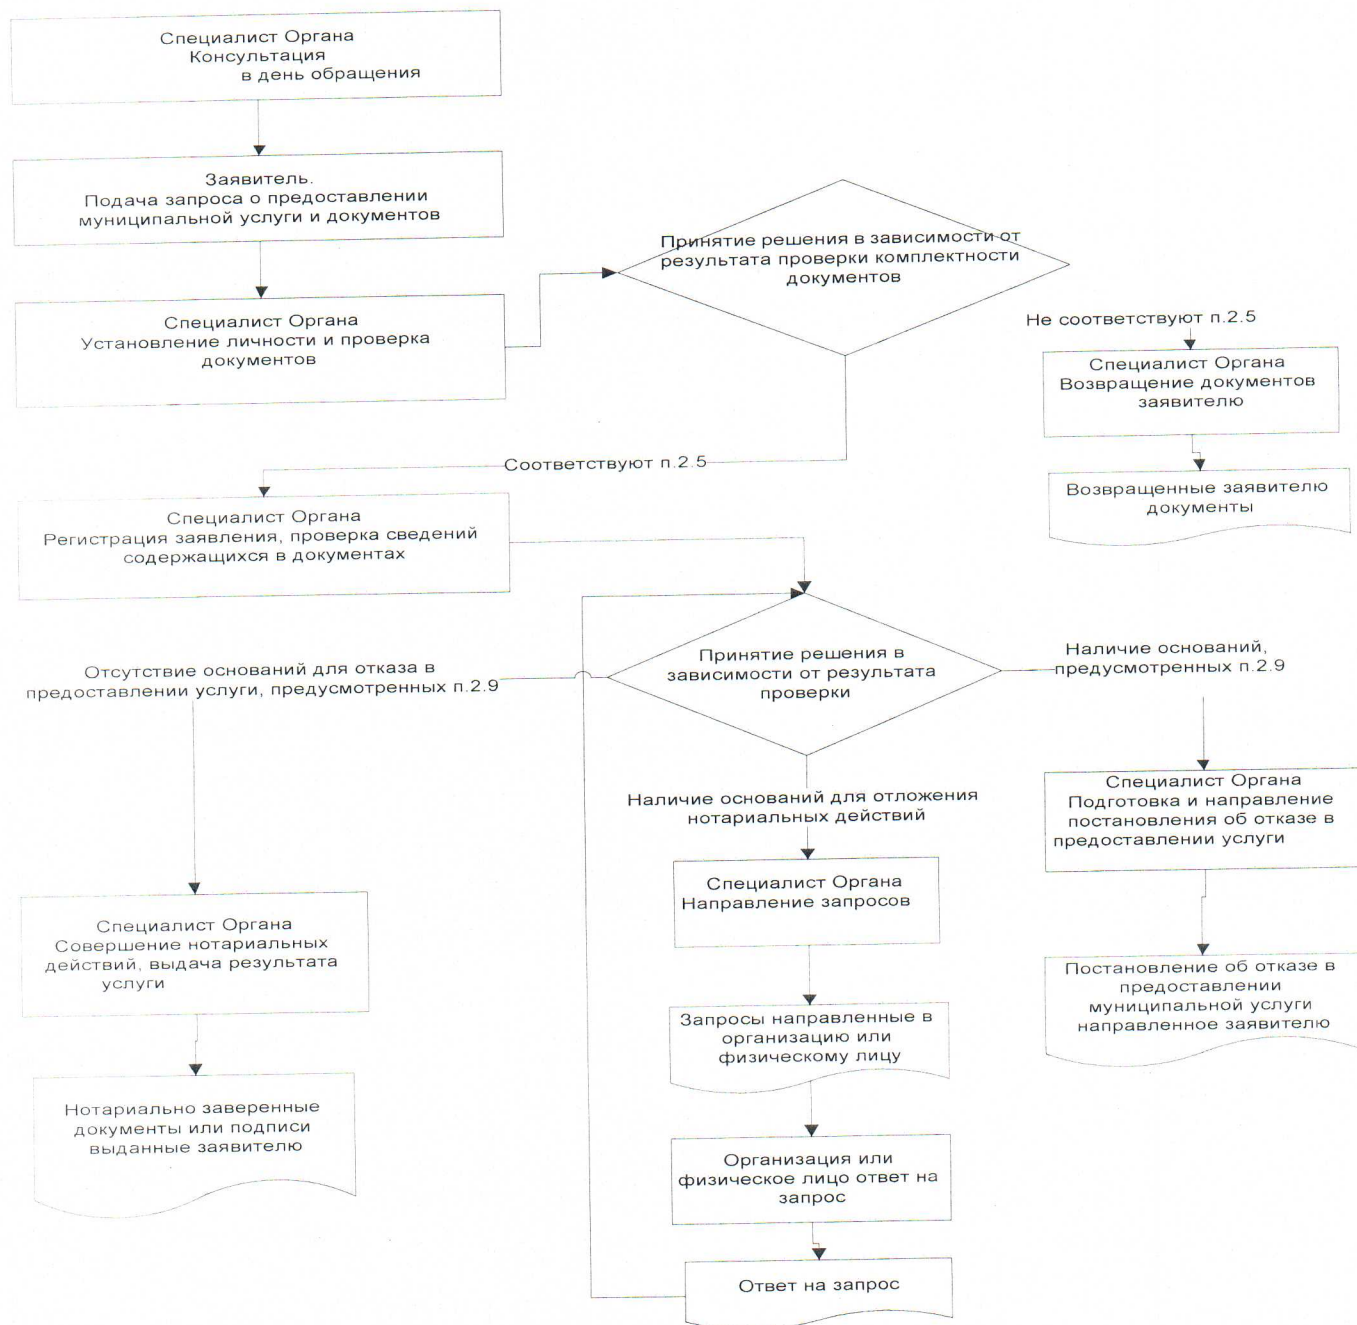 Специалист Органа
Консультация
в день обращения
Заявитель.
Подача запроса о предоставлении
муниципальной услуги и документов
Специалист Органа
Установление личности и проверка
документов
Принятие решения в зависимости от
результата проверки комплектности
документов
Не соответствуют п.2.5
Специалист Органа
Возвращение документов
заявителю
Возвращенные заявителю
документы
Соответствуют п.2.5
Специалист Органа
Регистрация заявления, проверка сведений
содержащихся в документах
Принятие решения в
зависимости от результата
проверки
Отсутствие оснований для отказа в
предоставлении услуги, предусмотренных п.2.9
Наличие оснований,
предусмотренных п.2.9
Наличие оснований для отложения
нотариальных действий
Специалист Органа
Подготовка и направление
постановления об отказе в
предоставлении услуги
Специалист Органа
Направление запросов
Специалист Органа
Совершение нотариальных
действий, выдача результата
услуги
Постановление об отказе в
предоставлении
муниципальной услуги
направленное заявителю
Запросы направленные в
организацию или
физическому лицу
Нотариально заверенные
документы или подписи
выданные заявителю
Организация или
физическое лицо ответ на
запрос
Ответ на запрос